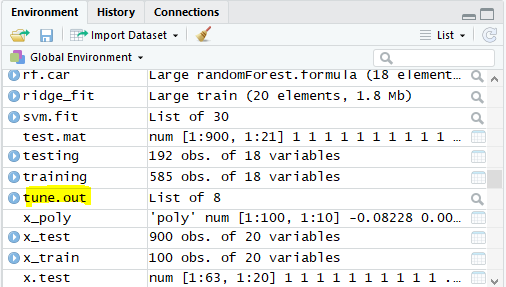 Environment History Connections
Import Dataset List
Global Environment
rf.car Large randomForest.formula (18 element...
ridge_fit Large train (20 elements, 1.8 Mb)
svm.fit List of 30
test.mat num [1:900, 1:21] 1 1 1 1 1 1 1 1 1 1 ...
testing 192 obs. of 18 variables
training 585 obs. of 18 variables
tune.out List of 8
x_poly 'poly' num [1:100, 1:10] -0.08228 0.00...
x_test 900 obs. of 20 variables
x_train 100 obs. of 20 variables
x.test num [1:63, 1:20] 1 1 1 1 1 1 1 1 1 1 ...